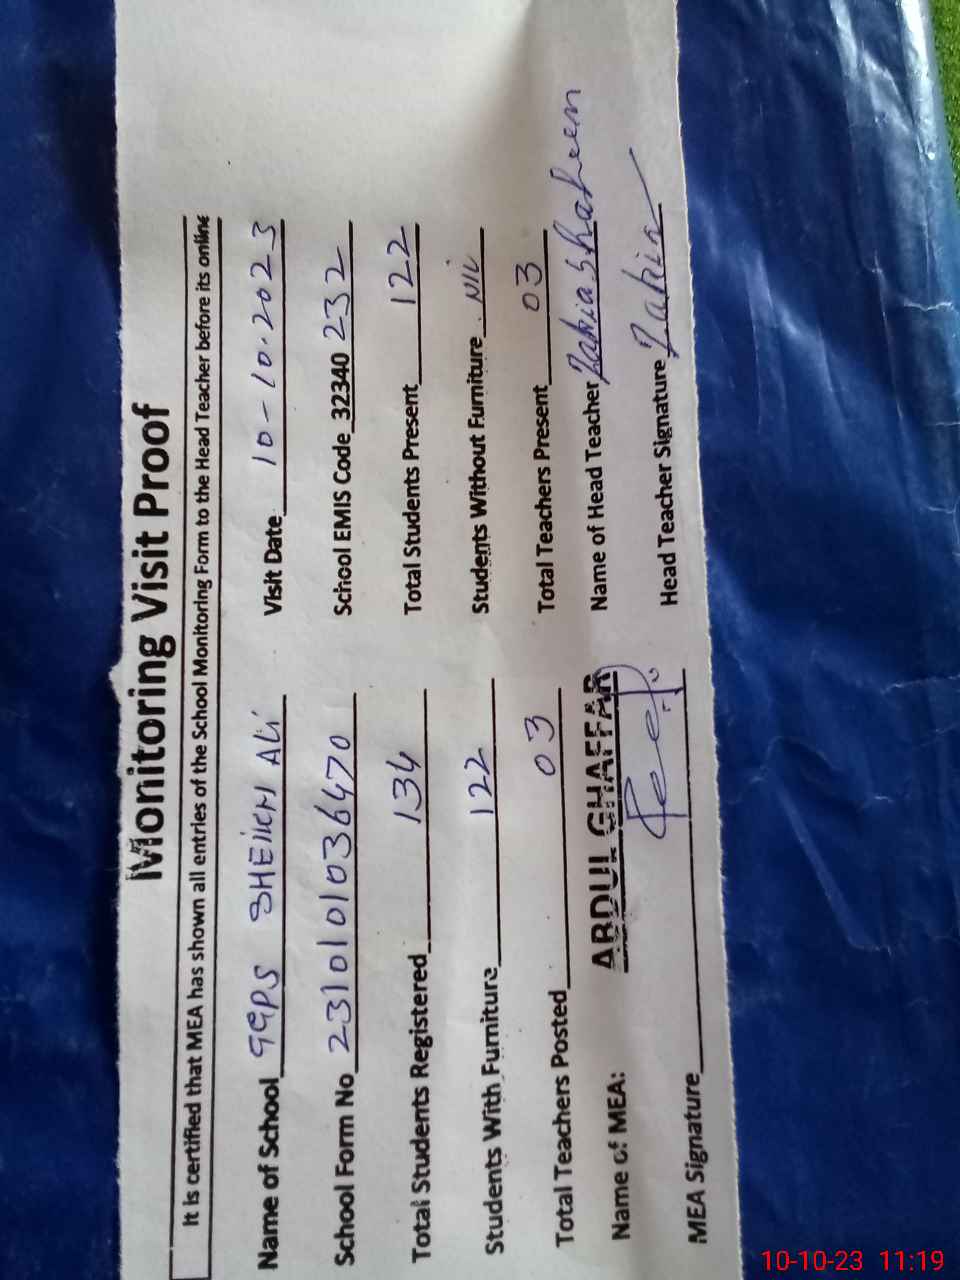 Monitoring Visit Proof
It is certified that MEA has shown all entries of the School Monitoring Form to the Head Teacher before its online
Name of School GGPS SHEIKH ALI Visit Date 10-10-2023
School Form No 2310101036470 School EMIS Code 32340 232
Total Students Registered 134 Total Students Present 122
Students With Furniture 122 Students Without Furniture Nil
Total Teachers Posted 03 Total Teachers Present 03
Name of MEA: ABDUL GHAFFAR Name of Head Teacher Zakia Shaheen
MEA Signature Head Teacher Signature Zakia
10-10-23 11:19